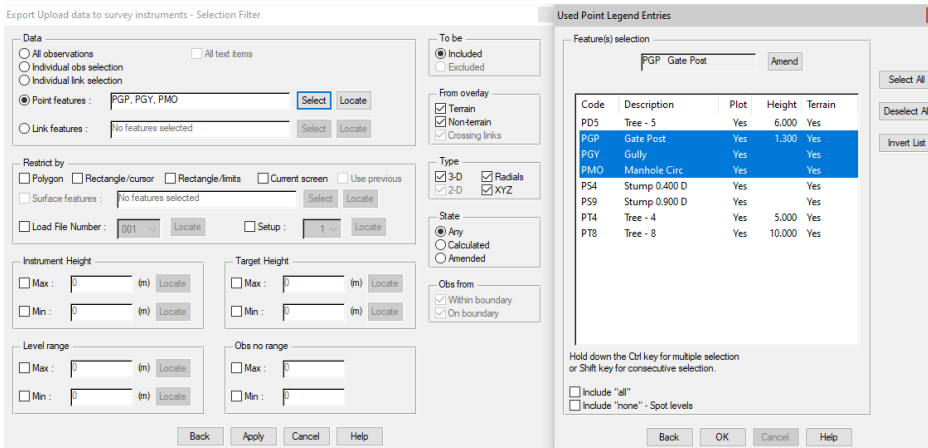 Export Upload data to survey instruments - Selection Filter
Data
All observations
All text items
Individual obs selection
Individual link selection
Point features :
PGP, PGY, PMO
Select
Locate
Link features :
No features selected
Select
Locate
Restrict by
Polygon
Rectangle/cursor
Rectangle/limits
Current screen
Use previous
Surface features :
No features selected
Select
Locate
Load File Number :
001
Locate
Setup :
1
Locate
Instrument Height
Max :
0
(m)
Locate
Min :
0
(m)
Locate
Target Height
Max :
0
(m)
Locate
Min :
0
(m)
Locate
Level range
Max :
0
(m)
Locate
Min :
0
(m)
Locate
Obs no range
Max :
0
Min :
0
To be
Included
Excluded
From overlay
Terrain
Non-terrain
Crossing links
Type
3-D
Radials
2-D
XYZ
State
Any
Calculated
Amended
Obs from
Within boundary
On boundary
Back
Apply
Cancel
Help
Used Point Legend Entries
Feature(s) selection
PGP Gate Post
Amend
Code Description Plot Height Terrain
PD5 Tree - 5 Yes 6.000 Yes
PGP Gate Post Yes 1.300 Yes
PGY Gully Yes Yes
PMO Manhole Circ Yes Yes
PS4 Stump 0.400 D Yes Yes
PS9 Stump 0.900 D Yes Yes
PT4 Tree - 4 Yes 5.000 Yes
PT8 Tree - 8 Yes 10.000 Yes
Hold down the Ctrl key for multiple selection
or Shift key for consecutive selection.
Include "all"
Include "none" - Spot levels
Back
OK
Cancel
Help
Select All
Deselect All
Invert List